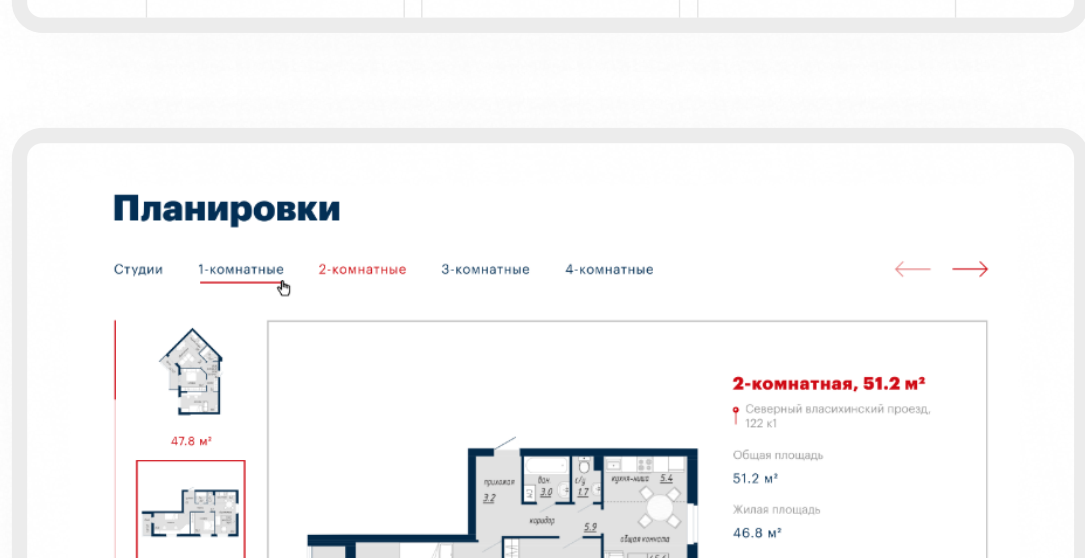 Планировки
Студии 1-комнатные 2-комнатные 3-комнатные 4-комнатные
47.8 м²
2-комнатная, 51.2 м²
Северный власихинский проезд,
122 к1
Общая площадь
51.2 м²
Жилая площадь
46.8 м²
прихожая
3.2
ван
3.0
с/у
1.7
кухня-ниша 5.4
коридор
5.9
общая комната